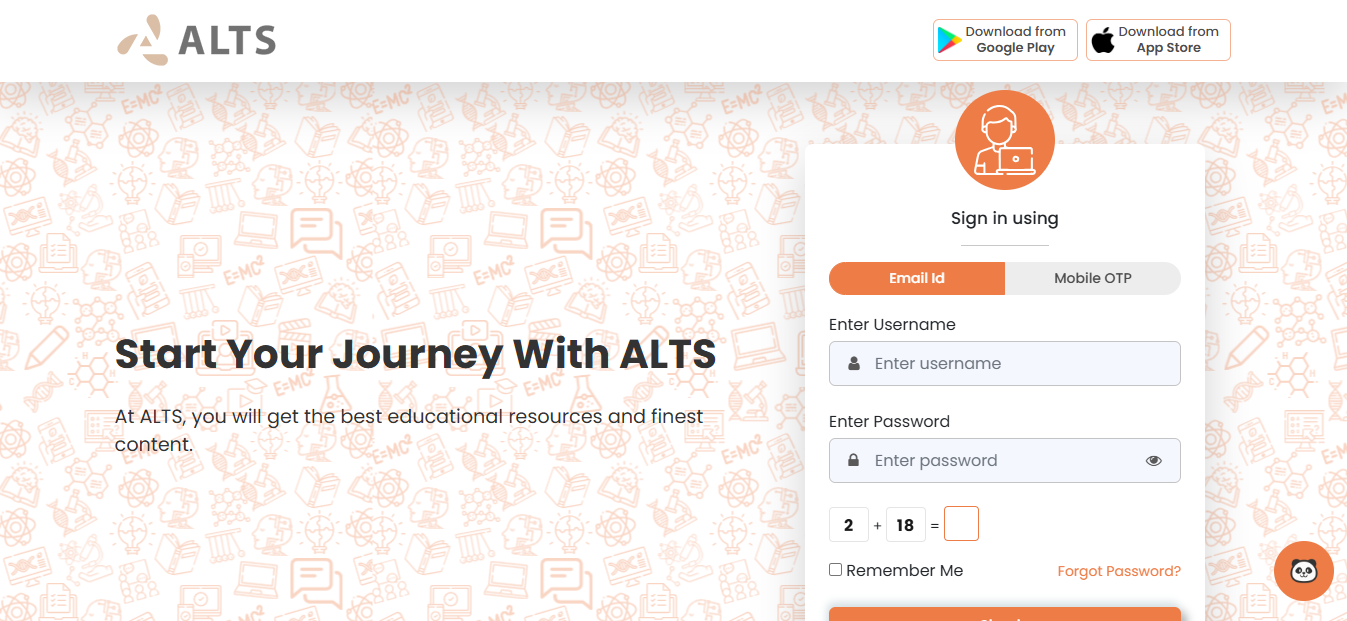 ALTS
Download from
Google Play
Download from
App Store
Sign in using
Email Id
Mobile OTP
Start Your Journey With ALTS
At ALTS, you will get the best educational resources and finest
content.
Enter Username
Enter username
Enter Password
Enter password
2 + 18 =
Remember Me
Forgot Password?
E=MC²